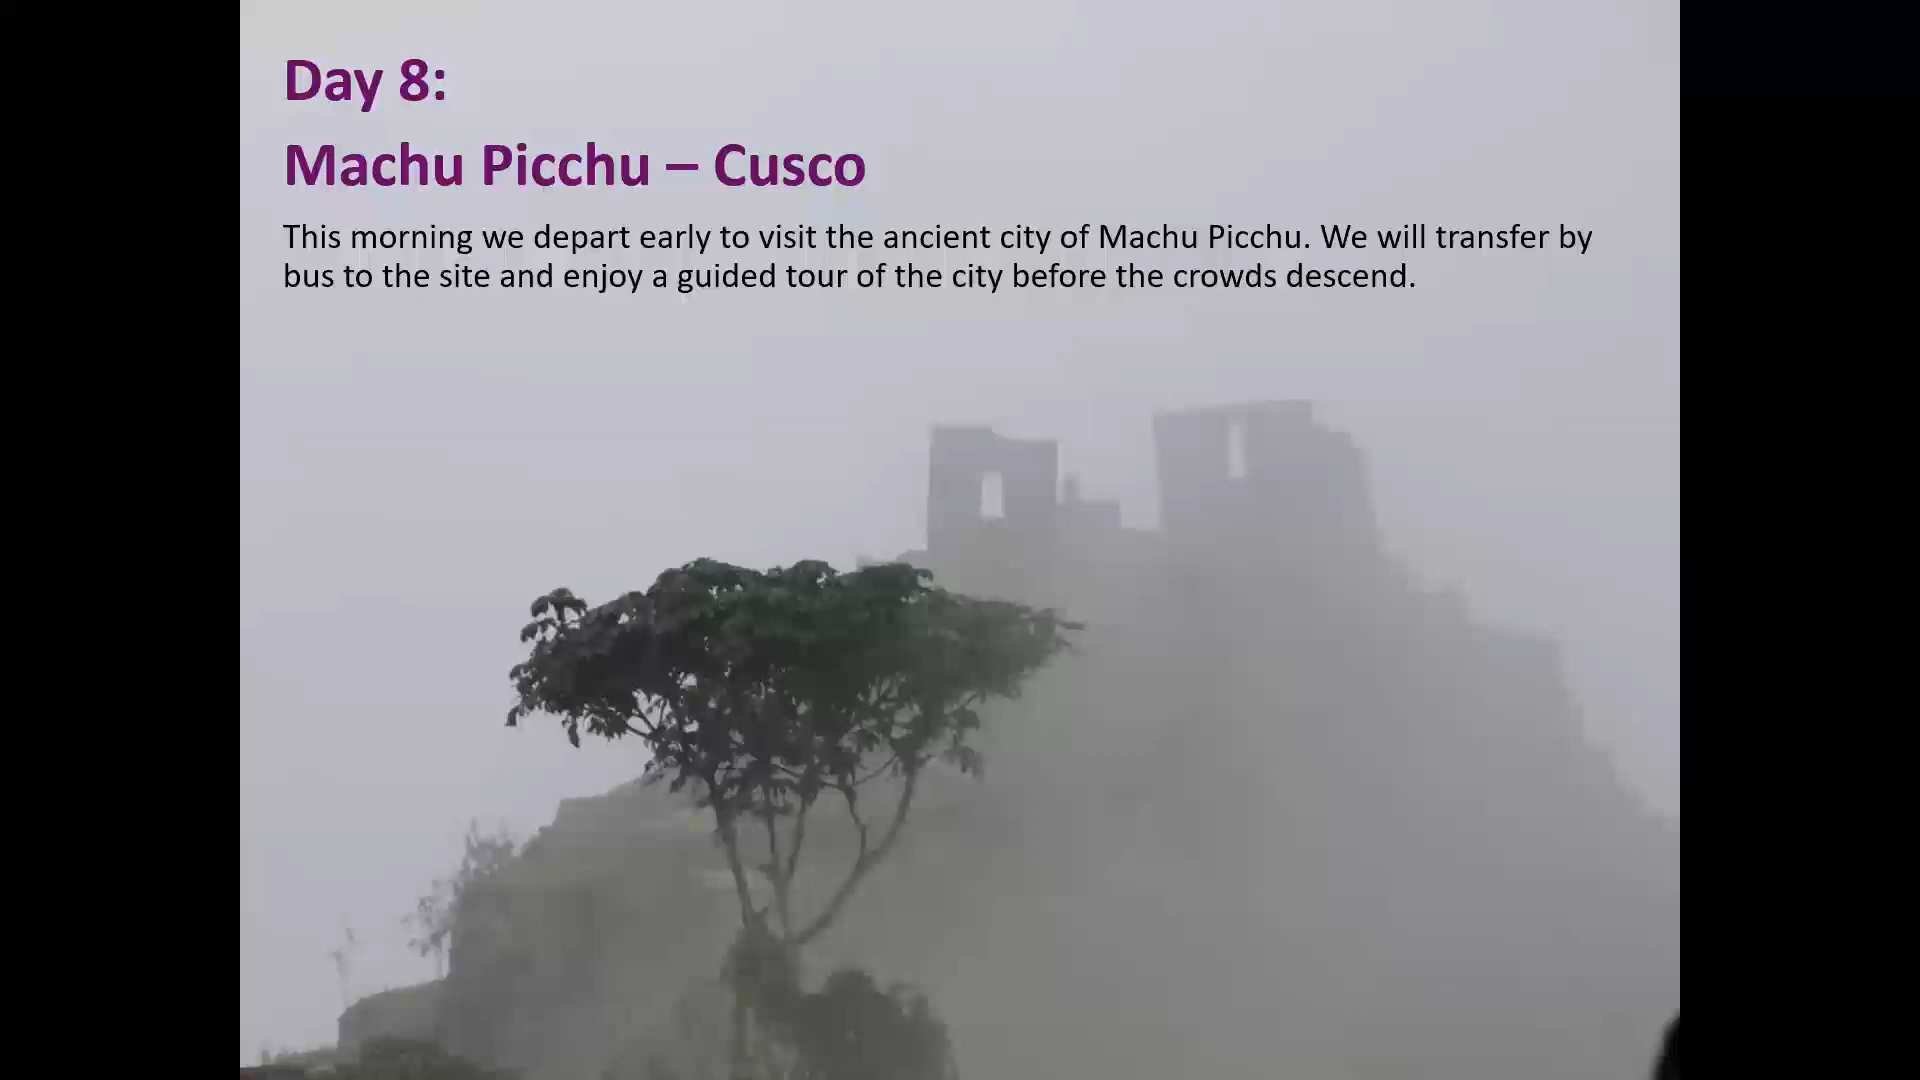 Day 8:
Machu Picchu – Cusco
This morning we depart early to visit the ancient city of Machu Picchu. We will transfer by
bus to the site and enjoy a guided tour of the city before the crowds descend.